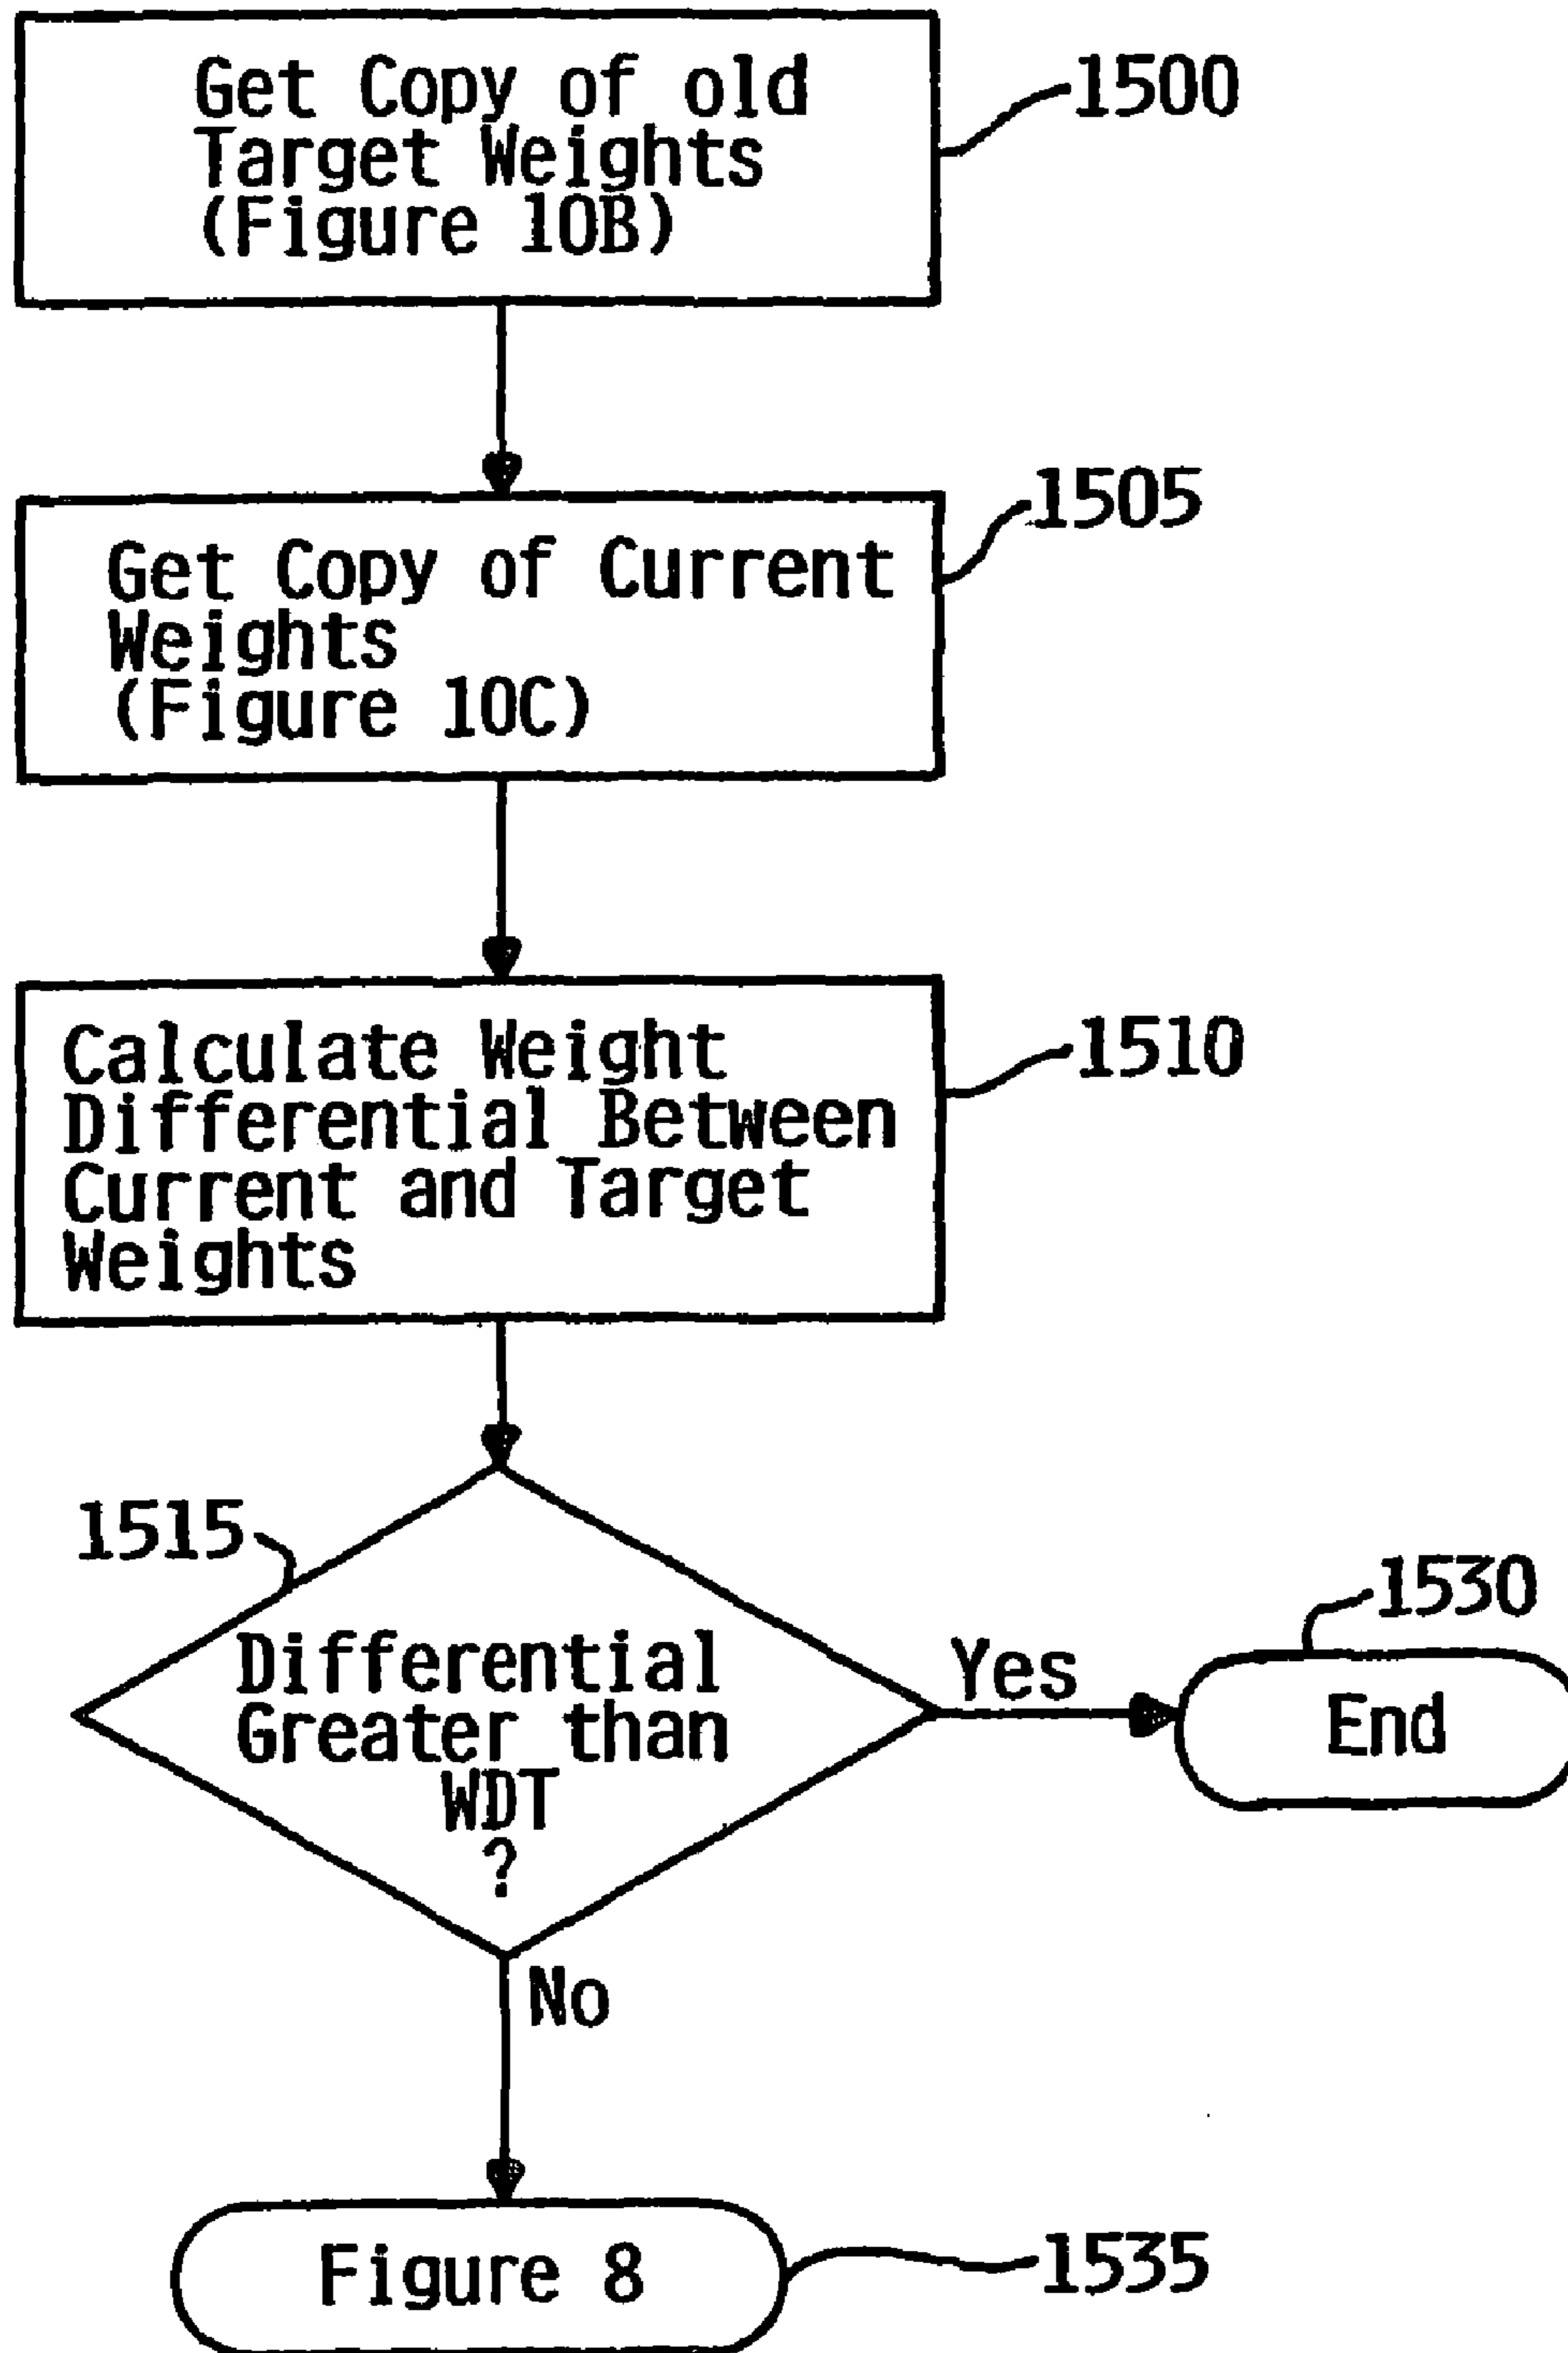 Get Copy of old
Target Weights
(Figure 10B)
1500
Get Copy of Current
Weights
(Figure 10C)
1505
Calculate Weight
Differential Between
Current and Target
Weights
1510
1515
Differential
Greater than
WDT
?
Yes
1530
End
No
Figure 8
1535